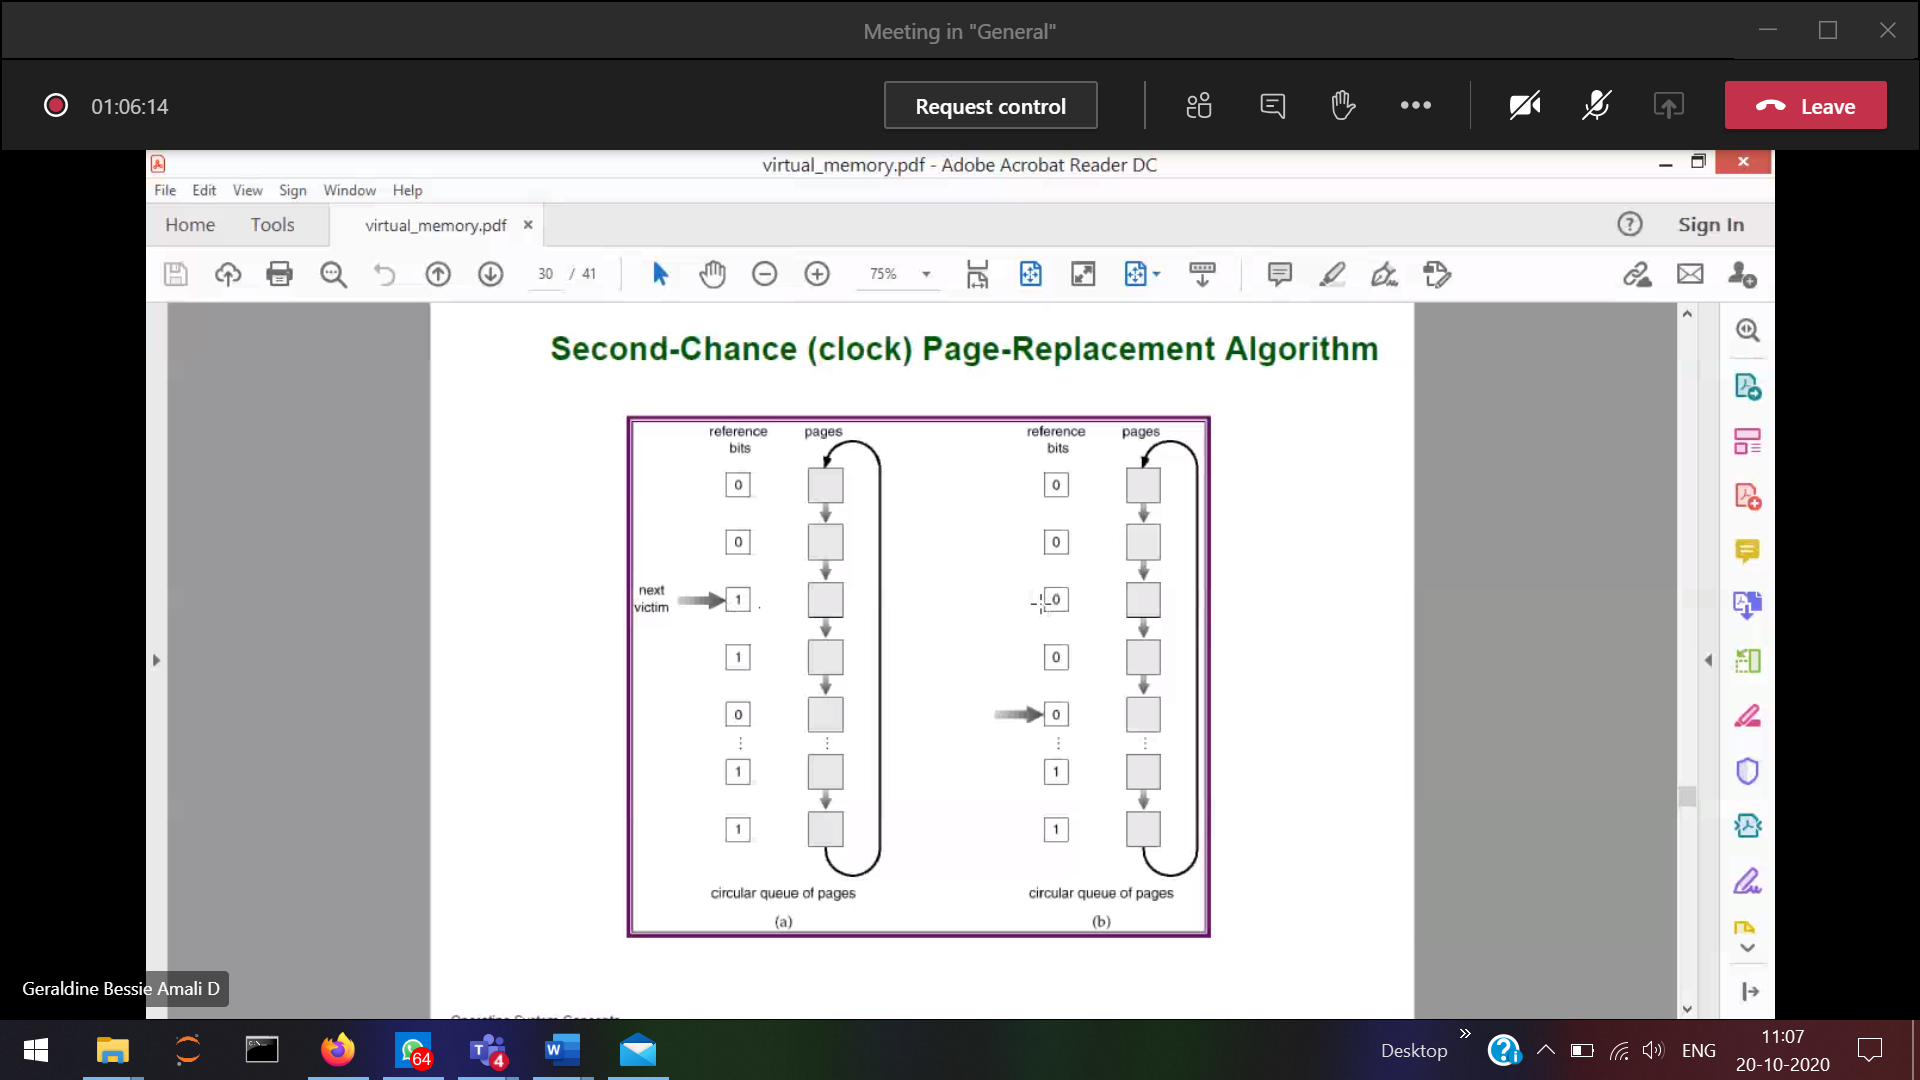 Meeting in "General"
01:06:14
Request control
Leave
virtual_memory.pdf - Adobe Acrobat Reader DC
File Edit View Sign Window Help
Home Tools virtual_memory.pdf Sign In
30 / 41 75%
Second-Chance (clock) Page-Replacement Algorithm
reference bits pages reference bits pages
0 0
0 0
next victim 1 0
1 0
0 0
1 1
1 1
circular queue of pages circular queue of pages
(a) (b)
Geraldine Bessie Amali D
Operating System Concepts
64 4
Desktop ENG 11:07
20-10-2020